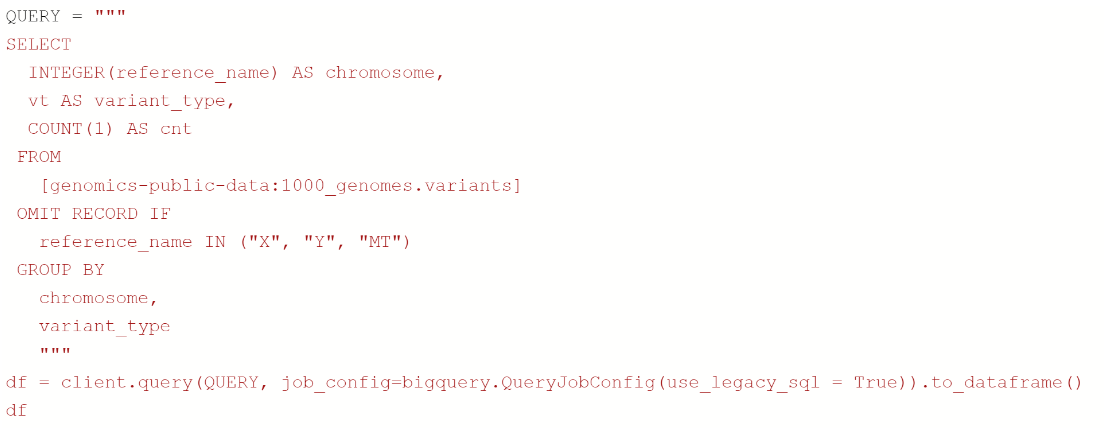 QUERY = """
SELECT
  INTEGER(reference_name) AS chromosome,
  vt AS variant_type,
  COUNT(1) AS cnt
 FROM
   [genomics-public-data:1000_genomes.variants]
 OMIT RECORD IF
   reference_name IN ("X", "Y", "MT")
 GROUP BY
   chromosome,
   variant_type
   """
df = client.query(QUERY, job_config=bigquery.QueryJobConfig(use_legacy_sql = True)).to_dataframe()
df